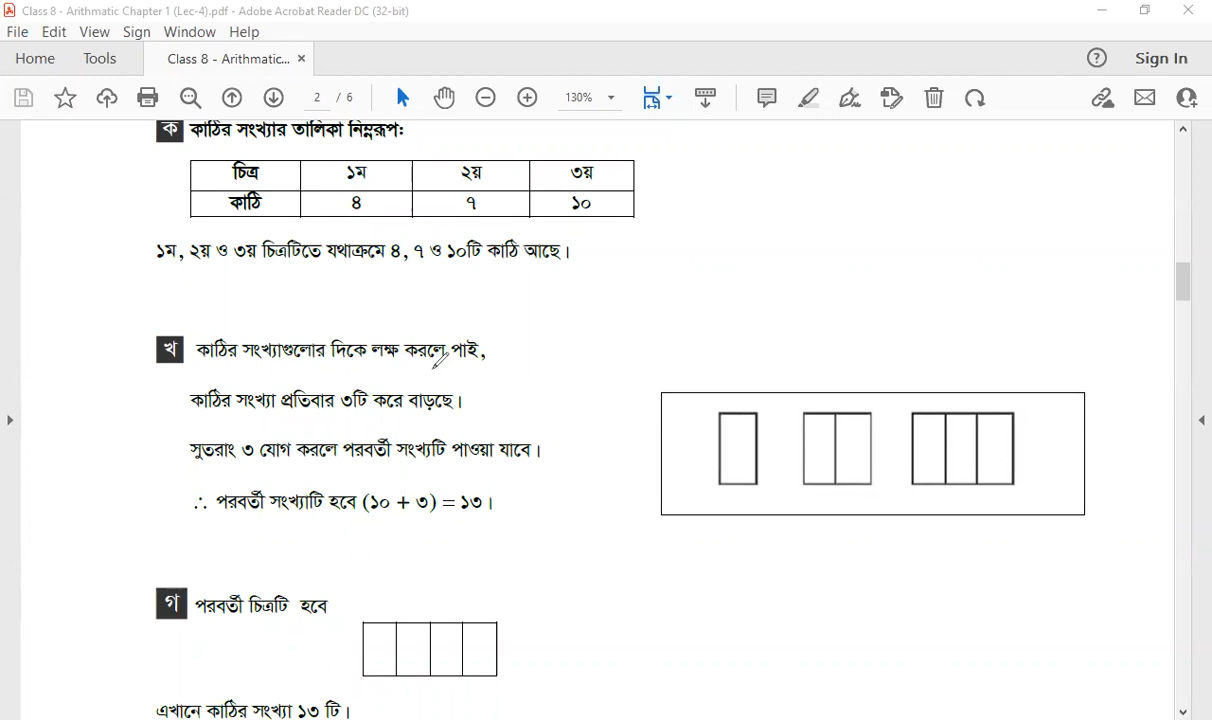 Class 8 - Arithmatic Chapter 1 (Lec-4).pdf - Adobe Acrobat Reader DC (32-bit)
File Edit View Sign Window Help
Home Tools Class 8 - Arithmatic... × Sign In
2 / 6 130%
ক কাঠির সংখ্যার তালিকা নিম্নরূপ:
চিত্র ১ম ২য় ৩য়
কাঠি ৪ ৭ ১০
১ম, ২য় ও ৩য় চিত্রটিতে যথাক্রমে ৪, ৭ ও ১০টি কাঠি আছে।
খ কাঠির সংখ্যাগুলোর দিকে লক্ষ করলে পাই,
কাঠির সংখ্যা প্রতিবার ৩টি করে বাড়ছে।
সুতরাং ৩ যোগ করলে পরবর্তী সংখ্যটি পাওয়া যাবে।
∴ পরবর্তী সংখ্যাটি হবে (১০ + ৩) = ১৩।
গ পরবর্তী চিত্রটি হবে
এখানে কাঠির সংখ্যা ১৩ টি।